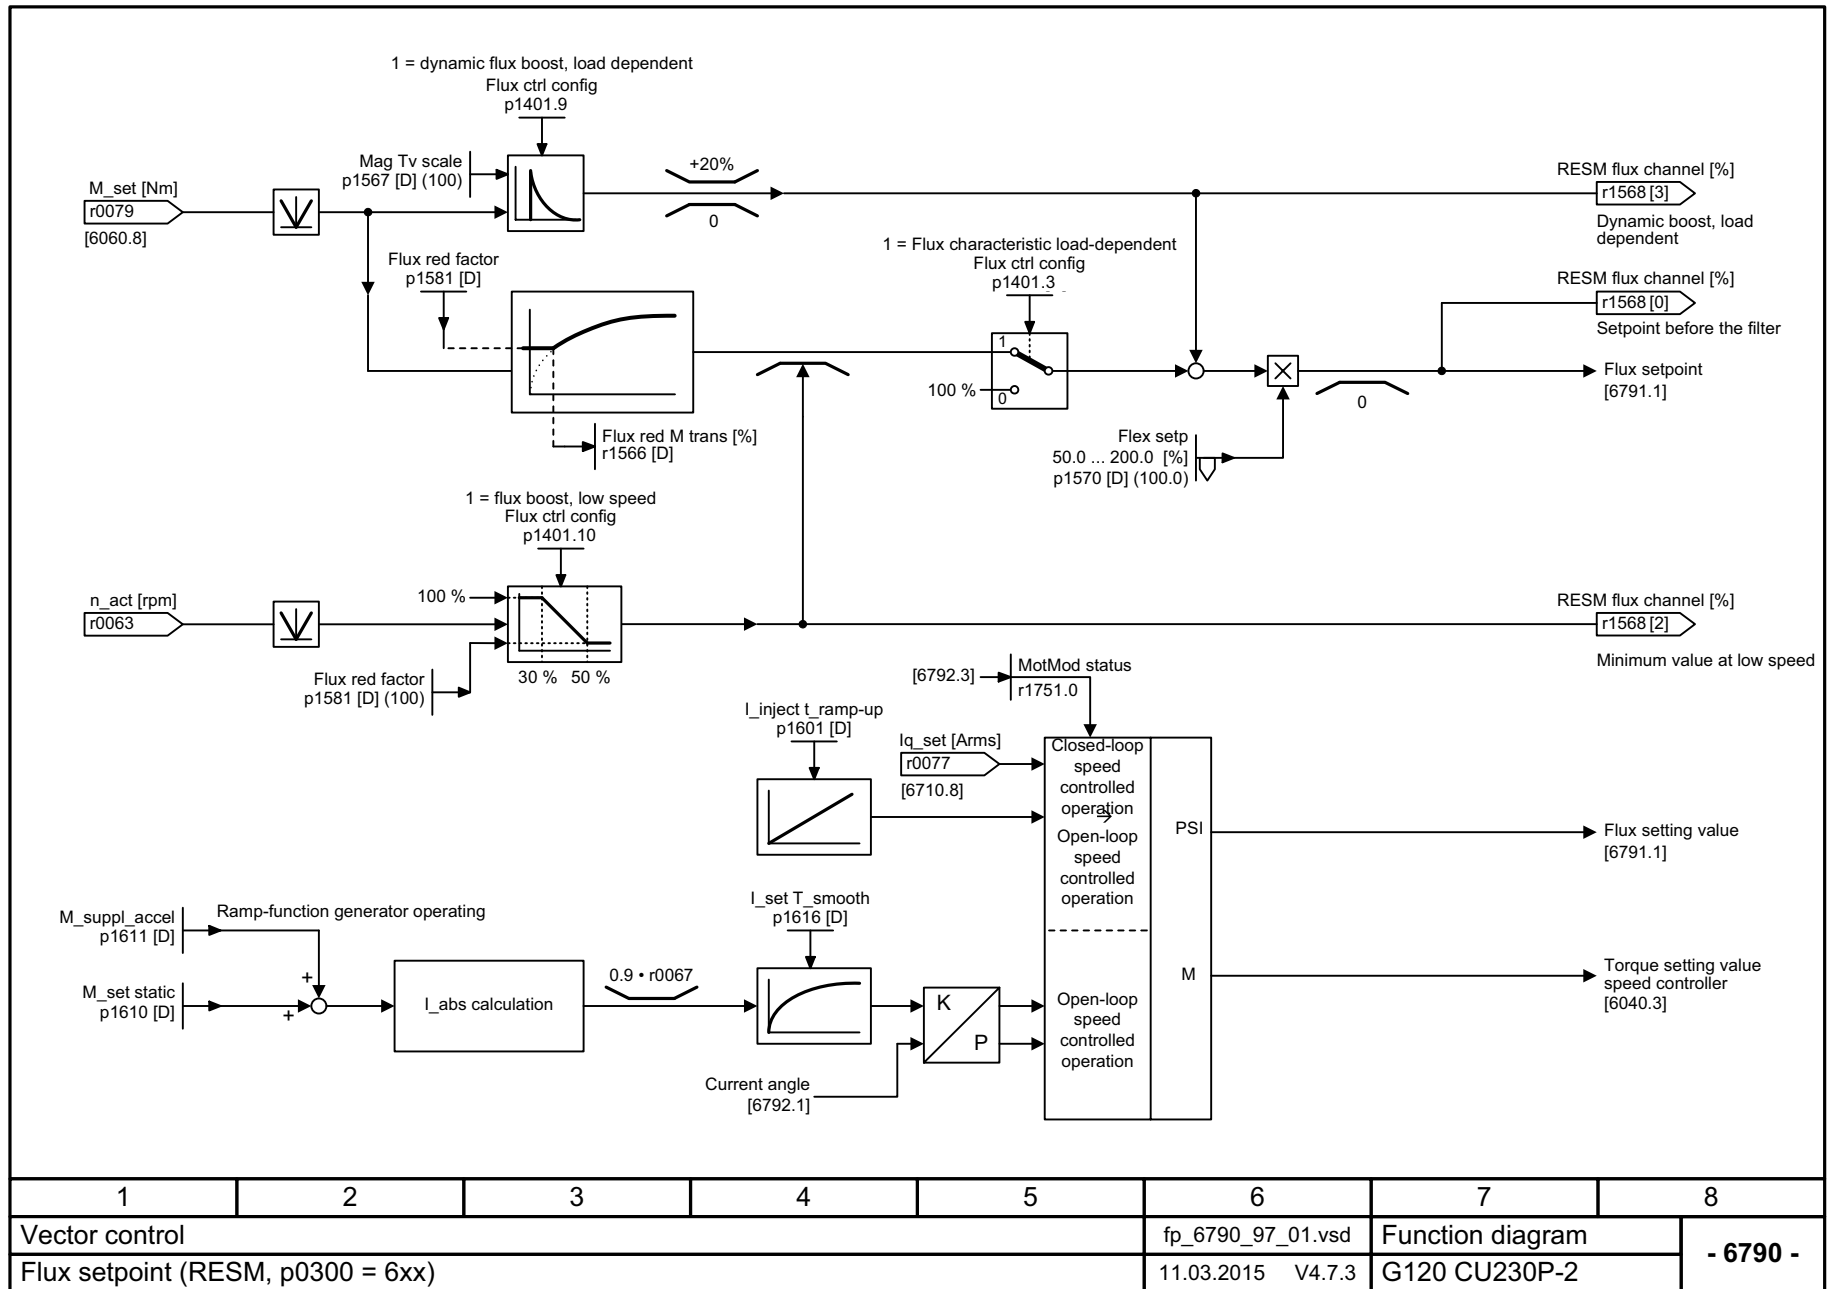 1 = dynamic flux boost, load dependent
Flux ctrl config
p1401.9
Mag Tv scale
p1567 [D] (100)
+20%
0
M_set [Nm]
r0079
[6060.8]
RESM flux channel [%]
r1568 [3]
Dynamic boost, load
dependent
Flux red factor
p1581 [D]
1 = Flux characteristic load-dependent
Flux ctrl config
p1401.3
RESM flux channel [%]
r1568 [0]
Setpoint before the filter
1
100 %
0
0
Flux setpoint
[6791.1]
Flux red M trans [%]
r1566 [D]
Flex setp
50.0 ... 200.0 [%]
p1570 [D] (100.0)
1 = flux boost, low speed
Flux ctrl config
p1401.10
100 %
n_act [rpm]
r0063
RESM flux channel [%]
r1568 [2]
Minimum value at low speed
Flux red factor
p1581 [D] (100)
30 % 50 %
[6792.3]
MotMod status
r1751.0
I_inject t_ramp-up
p1601 [D]
Iq_set [Arms]
r0077
[6710.8]
Closed-loop
speed
controlled
operation
→
Open-loop
speed
controlled
operation
PSI
Flux setting value
[6791.1]
M_suppl_accel
p1611 [D]
Ramp-function generator operating
I_set T_smooth
p1616 [D]
+
M_set static
p1610 [D]
+
I_abs calculation
0.9 • r0067
K
P
Open-loop
speed
controlled
operation
M
Torque setting value
speed controller
[6040.3]
Current angle
[6792.1]
1 2 3 4 5 6 7 8
Vector control
fp_6790_97_01.vsd
Function diagram
- 6790 -
Flux setpoint (RESM, p0300 = 6xx)
11.03.2015 V4.7.3
G120 CU230P-2